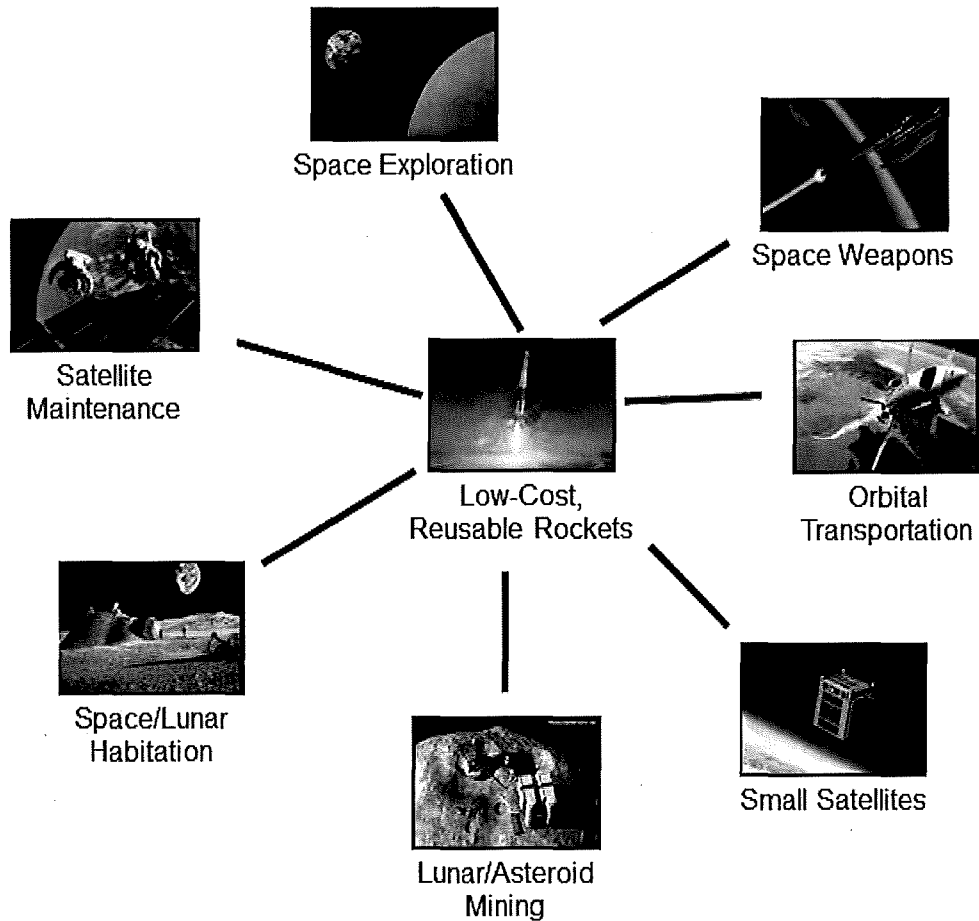 Space Exploration
Space Weapons
Satellite
Maintenance
Low-Cost,
Reusable Rockets
Orbital
Transportation
Space/Lunar
Habitation
Small Satellites
Lunar/Asteroid
Mining